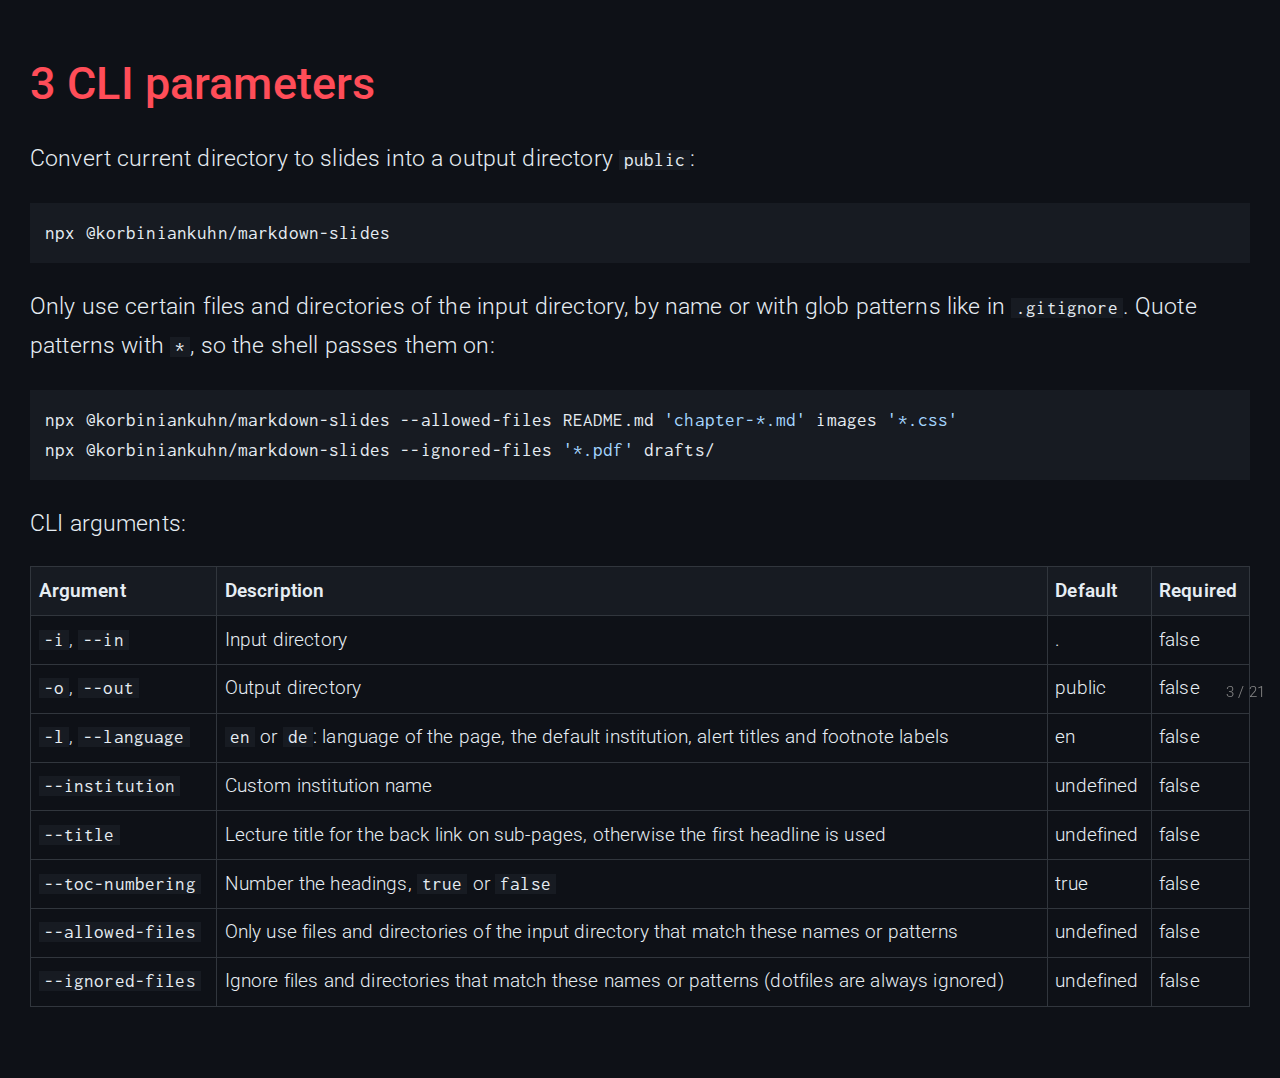 3 CLI parameters
Convert current directory to slides into a output directory public:
npx @korbiniankuhn/markdown-slides
Only use certain files and directories of the input directory, by name or with glob patterns like in .gitignore. Quote
patterns with *, so the shell passes them on:
npx @korbiniankuhn/markdown-slides --allowed-files README.md 'chapter-*.md' images '*.css'
npx @korbiniankuhn/markdown-slides --ignored-files '*.pdf' drafts/
CLI arguments:
Argument Description Default Required
-i, --in Input directory . false
-o, --out Output directory public false 3 / 21
-l, --language en or de: language of the page, the default institution, alert titles and footnote labels en false
--institution Custom institution name undefined false
--title Lecture title for the back link on sub-pages, otherwise the first headline is used undefined false
--toc-numbering Number the headings, true or false true false
--allowed-files Only use files and directories of the input directory that match these names or patterns undefined false
--ignored-files Ignore files and directories that match these names or patterns (dotfiles are always ignored) undefined false